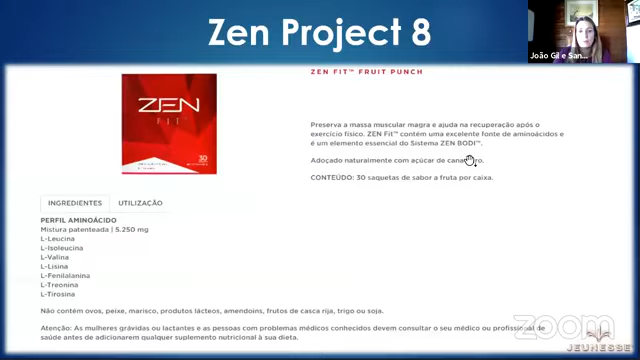 Zen Project 8
João Gil e San...
ZEN FIT™ FRUIT PUNCH
ZEN
FIT™
30
Preserva a massa muscular magra e ajuda na recuperação após o
exercício físico. ZEN Fit™ contém uma excelente fonte de aminoácidos e
é um elemento essencial do Sistema ZEN BODI™.
Adoçado naturalmente com açúcar de cana
CONTEÚDO: 30 saquetas de sabor a fruta por caixa.
INGREDIENTES UTILIZAÇÃO
PERFIL AMINOÁCIDO
Mistura patenteada | 5.250 mg
L-Leucina
L-Isoleucina
L-Valina
L-Lisina
L-Fenilalanina
L-Treonina
L-Tirosina
Não contém ovos, peixe, marisco, produtos lácteos, amendoins, frutos de casca rija, trigo ou soja.
Atenção: As mulheres grávidas ou lactantes e as pessoas com problemas médicos conhecidos devem consultar o seu médico ou profissional de
saúde antes de adicionarem qualquer suplemento nutricional à sua dieta.
zoom
JEUNESSE